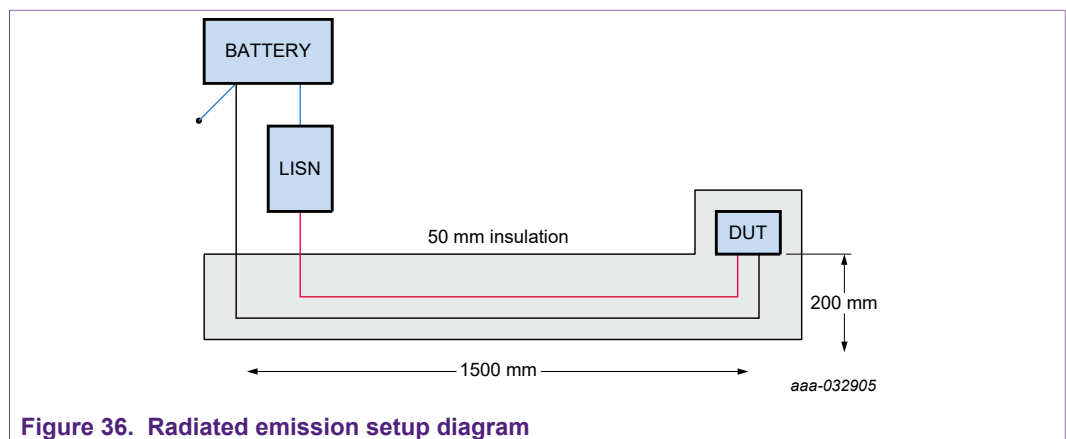 BATTERY
LISN
50 mm insulation
DUT
200 mm
1500 mm
aaa-032905
Figure 36. Radiated emission setup diagram